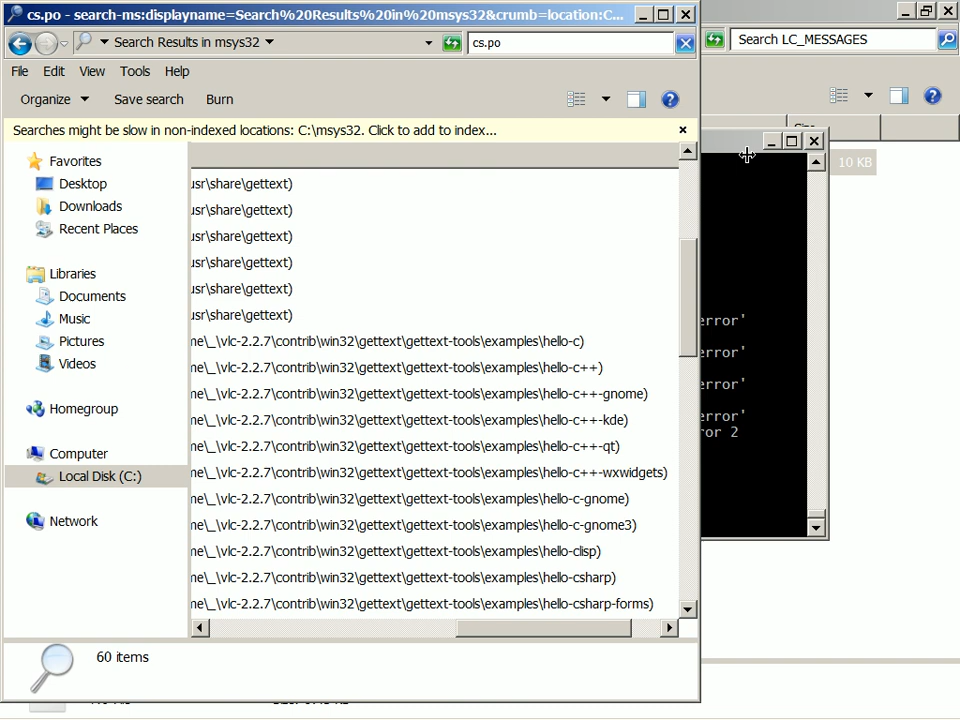 cs.po - search-ms:displayname=Search%20Results%20in%20msys32&crumb=location:C...
Search Results in msys32
cs.po
Search LC_MESSAGES
File Edit View Tools Help
Organize Save search Burn
Searches might be slow in non-indexed locations: C:\msys32. Click to add to index...
Favorites
Desktop
Downloads
Recent Places
Libraries
Documents
Music
Pictures
Videos
Homegroup
Computer
Local Disk (C:)
Network
usr\share\gettext)
usr\share\gettext)
usr\share\gettext)
usr\share\gettext)
usr\share\gettext)
usr\share\gettext)
me\_\vlc-2.2.7\contrib\win32\gettext\gettext-tools\examples\hello-c)
me\_\vlc-2.2.7\contrib\win32\gettext\gettext-tools\examples\hello-c++)
me\_\vlc-2.2.7\contrib\win32\gettext\gettext-tools\examples\hello-c++-gnome)
me\_\vlc-2.2.7\contrib\win32\gettext\gettext-tools\examples\hello-c++-kde)
me\_\vlc-2.2.7\contrib\win32\gettext\gettext-tools\examples\hello-c++-qt)
me\_\vlc-2.2.7\contrib\win32\gettext\gettext-tools\examples\hello-c++-wxwidgets)
me\_\vlc-2.2.7\contrib\win32\gettext\gettext-tools\examples\hello-c-gnome)
me\_\vlc-2.2.7\contrib\win32\gettext\gettext-tools\examples\hello-c-gnome3)
me\_\vlc-2.2.7\contrib\win32\gettext\gettext-tools\examples\hello-clisp)
me\_\vlc-2.2.7\contrib\win32\gettext\gettext-tools\examples\hello-csharp)
me\_\vlc-2.2.7\contrib\win32\gettext\gettext-tools\examples\hello-csharp-forms)
60 items
10 KB
error'
error'
error'
error'
ror 2